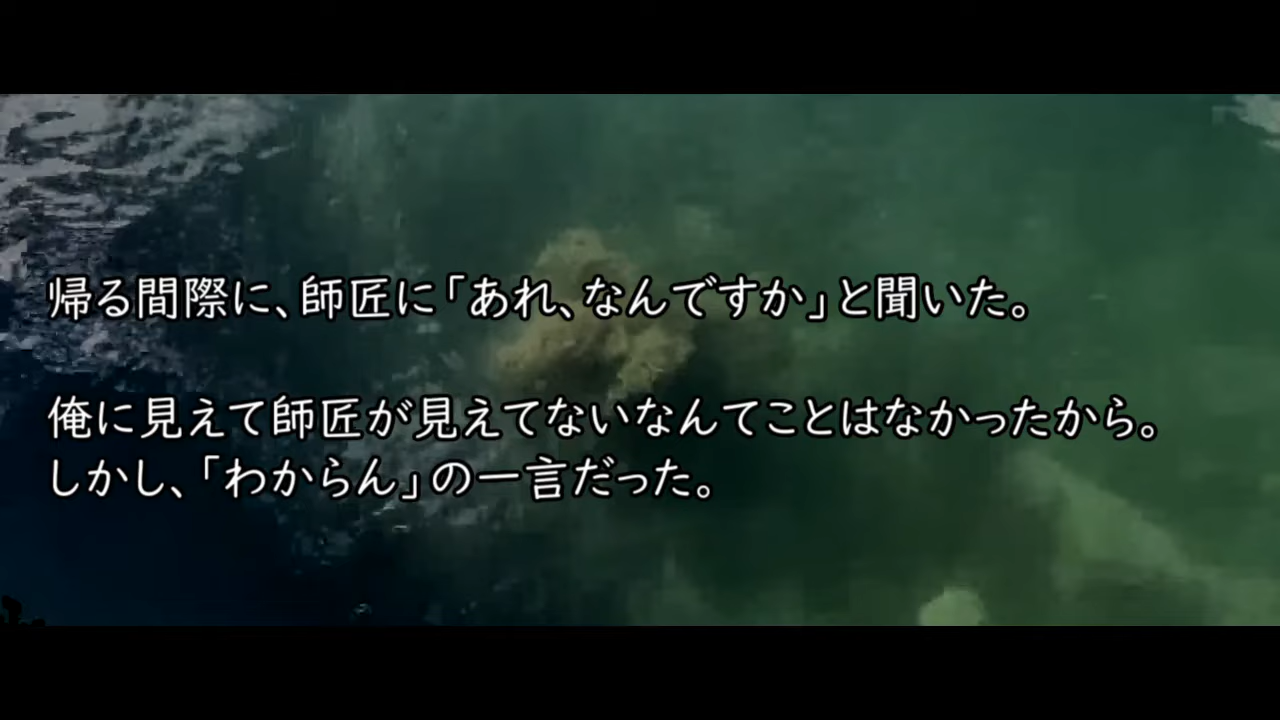 帰る間際に、師匠に「あれ、なんですか」と聞いた。
俺に見えて師匠が見えてないなんてことはなかったから。
しかし、「わからん」の一言だった。